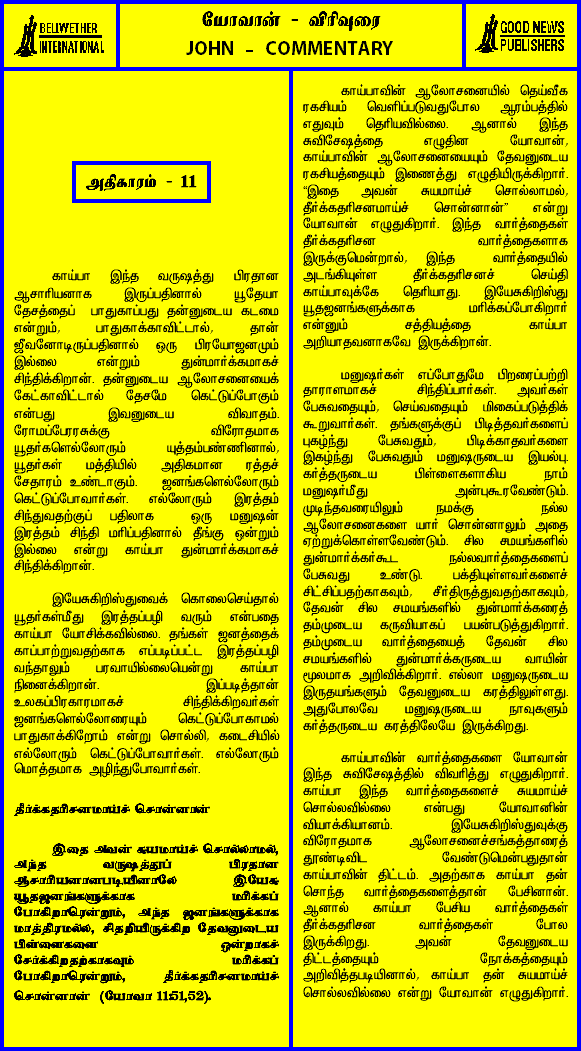 BELWETHER
INTERNATIONAL
யோவான் - விரிவுரை
JOHN – COMMENTARY
GOOD NEWS
PUBLISHERS
அதிகாரம் - 11
காய்பா இந்த வருஷத்து பிரதான
ஆசாரியனாக இருப்பதினால் யூதேயா
தேசத்தைப் பாதுகாப்பது தன்னுடைய கடமை
என்றும், பாதுகாக்காவிட்டால், தான்
ஜீவனோடிருப்பதினால் ஒரு பிரயோஜனமும்
இல்லை என்றும் துன்மார்க்கமாகச்
சிந்திக்கிறான். தன்னுடைய ஆலோசனையைக்
கேட்காவிட்டால் தேசமே கெட்டுப்போகும்
என்பது இவனுடைய விவாதம்.
ரோமப்பேரரசுக்கு விரோதமாக
யூதர்களெல்லோரும் யுத்தம்பண்ணினால்,
யூதர்கள் மத்தியில் அதிகமான ரத்தச்
சேதாரம் உண்டாகும். ஜனங்களெல்லோரும்
கெட்டுப்போவார்கள். எல்லோரும் இரத்தம்
சிந்துவதற்குப் பதிலாக ஒரு மனுஷன்
இரத்தம் சிந்தி மரிப்பதினால் தீங்கு ஒன்றும்
இல்லை என்று காய்பா துன்மார்க்கமாகச்
சிந்திக்கிறான்.
இயேசுகிறிஸ்துவைக் கொலைசெய்தால்
யூதர்கள்மீது இரத்தப்பழி வரும் என்பதை
காய்பா யோசிக்கவில்லை. தங்கள் ஜனத்தைக்
காப்பாற்றுவதற்காக எப்படிப்பட்ட இரத்தப்பழி
வந்தாலும் பரவாயில்லையென்று காய்பா
நினைக்கிறான். இப்படித்தான்
உலகப்பிரகாரமாகச் சிந்திக்கிறவர்கள்
ஜனங்களெல்லோரையும் கெட்டுப்போகாமல்
பாதுகாக்கிறோம் என்று சொல்லி, கடைசியில்
எல்லோரும் கெட்டுப்போவார்கள். எல்லோரும்
மொத்தமாக அழிந்துபோவார்கள்.
தீர்க்கதரிசனமாய்ச் சொன்னான்
இதை அவன் சுயமாய்ச் சொல்லாமல்,
அந்த வருஷத்துப் பிரதான
ஆசாரியனானபடியினாலே இயேசு
யூதஜனங்களுக்காக மரிக்கப்
போகிறாரென்றும், அந்த ஜனங்களுக்காக
மாத்திரமல்ல, சிதறியிருக்கிற தேவனுடைய
பிள்ளைகளை ஒன்றாகச்
சேர்க்கிறதற்காகவும் மரிக்கப்
போகிறாரென்றும், தீர்க்கதரிசனமாய்ச்
சொன்னான் (யோவா 11:51,52).
காய்பாவின் ஆலோசனையில் தெய்வீக
ரகசியம் வெளிப்படுவதுபோல ஆரம்பத்தில்
எதுவும் தெரியவில்லை. ஆனால் இந்த
சுவிசேஷத்தை எழுதின யோவான்,
காய்பாவின் ஆலோசனையையும் தேவனுடைய
ரகசியத்தையும் இணைத்து எழுதியிருக்கிறார்.
"இதை அவன் சுயமாய்ச் சொல்லாமல்,
தீர்க்கதரிசனமாய்ச் சொன்னான்" என்று
யோவான் எழுதுகிறார். இந்த வார்த்தைகள்
தீர்க்கதரிசன வார்த்தைகளாக
இருக்குமென்றால், இந்த வார்த்தையில்
அடங்கியுள்ள தீர்க்கதரிசனச் செய்தி
காய்பாவுக்கே தெரியாது. இயேசுகிறிஸ்து
யூதஜனங்களுக்காக மரிக்கப்போகிறார்
என்னும் சத்தியத்தை காய்பா
அறியாதவனாகவே இருக்கிறான்.
மனுஷர்கள் எப்போதுமே பிறரைப்பற்றி
தாராளமாகச் சிந்திப்பார்கள். அவர்கள்
பேசுவதையும், செய்வதையும் மிகைப்படுத்திக்
கூறுவார்கள். தங்களுக்குப் பிடித்தவர்களைப்
புகழ்ந்து பேசுவதும், பிடிக்காதவர்களை
இகழ்ந்து பேசுவதும் மனுஷருடைய இயல்பு.
கர்த்தருடைய பிள்ளைகளாகிய நாம்
மனுஷர்மீது அன்புகூரவேண்டும்.
முடிந்தவரையிலும் நமக்கு நல்ல
ஆலோசனைகளை யார் சொன்னாலும் அதை
ஏற்றுக்கொள்ளவேண்டும். சில சமயங்களில்
துன்மார்க்கர்கூட நல்லவார்த்தைகளைப்
பேசுவது உண்டு. பக்தியுள்ளவர்களைச்
சிட்சிப்பதற்காகவும், சீர்திருத்துவதற்காகவும்,
தேவன் சில சமயங்களில் துன்மார்க்கரைத்
தம்முடைய கருவியாகப் பயன்படுத்துகிறார்.
தம்முடைய வார்த்தையைத் தேவன் சில
சமயங்களில் துன்மார்க்கருடைய வாயின்
மூலமாக அறிவிக்கிறார். எல்லா மனுஷருடைய
இருதயங்களும் தேவனுடைய கரத்திலுள்ளது.
அதுபோலவே மனுஷருடைய நாவுகளும்
கர்த்தருடைய கரத்திலேயே இருக்கிறது.
காய்பாவின் வார்த்தைகளை யோவான்
இந்த சுவிசேஷத்தில் விவரித்து எழுதுகிறார்.
காய்பா இந்த வார்த்தைகளைச் சுயமாய்ச்
சொல்லவில்லை என்பது யோவானின்
வியாக்கியானம். இயேசுகிறிஸ்துவுக்கு
விரோதமாக ஆலோசனைச்சங்கத்தாரைத்
தூண்டிவிட வேண்டுமென்பதுதான்
காய்பாவின் திட்டம். அதற்காக காய்பா தன்
சொந்த வார்த்தைகளைத்தான் பேசினான்.
ஆனால் காய்பா பேசிய வார்த்தைகள்
தீர்க்கதரிசன வார்த்தைகள் போல
இருக்கிறது. அவன் தேவனுடைய
திட்டத்தையும் நோக்கத்தையும்
அறிவித்தபடியினால், காய்பா தன் சுயமாய்ச்
சொல்லவில்லை என்று யோவான் எழுதுகிறார்.